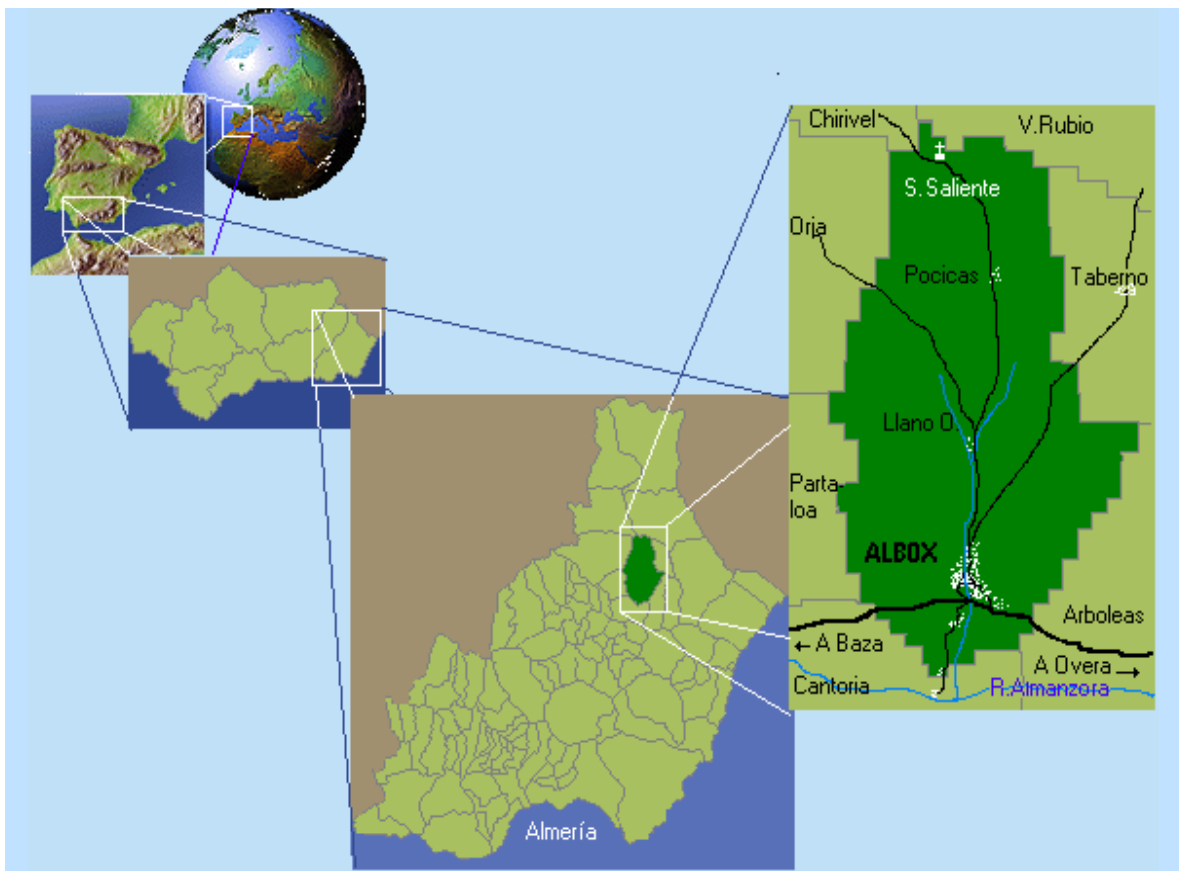 Chirivel
V.Rubio
S. Saliente
Oria
Pocicas
Taberno
Llano O.
Parta-
loa
ALBOX
Arboleas
← A Baza
A Overa →
Cantoria
R.Almanzora
Almería